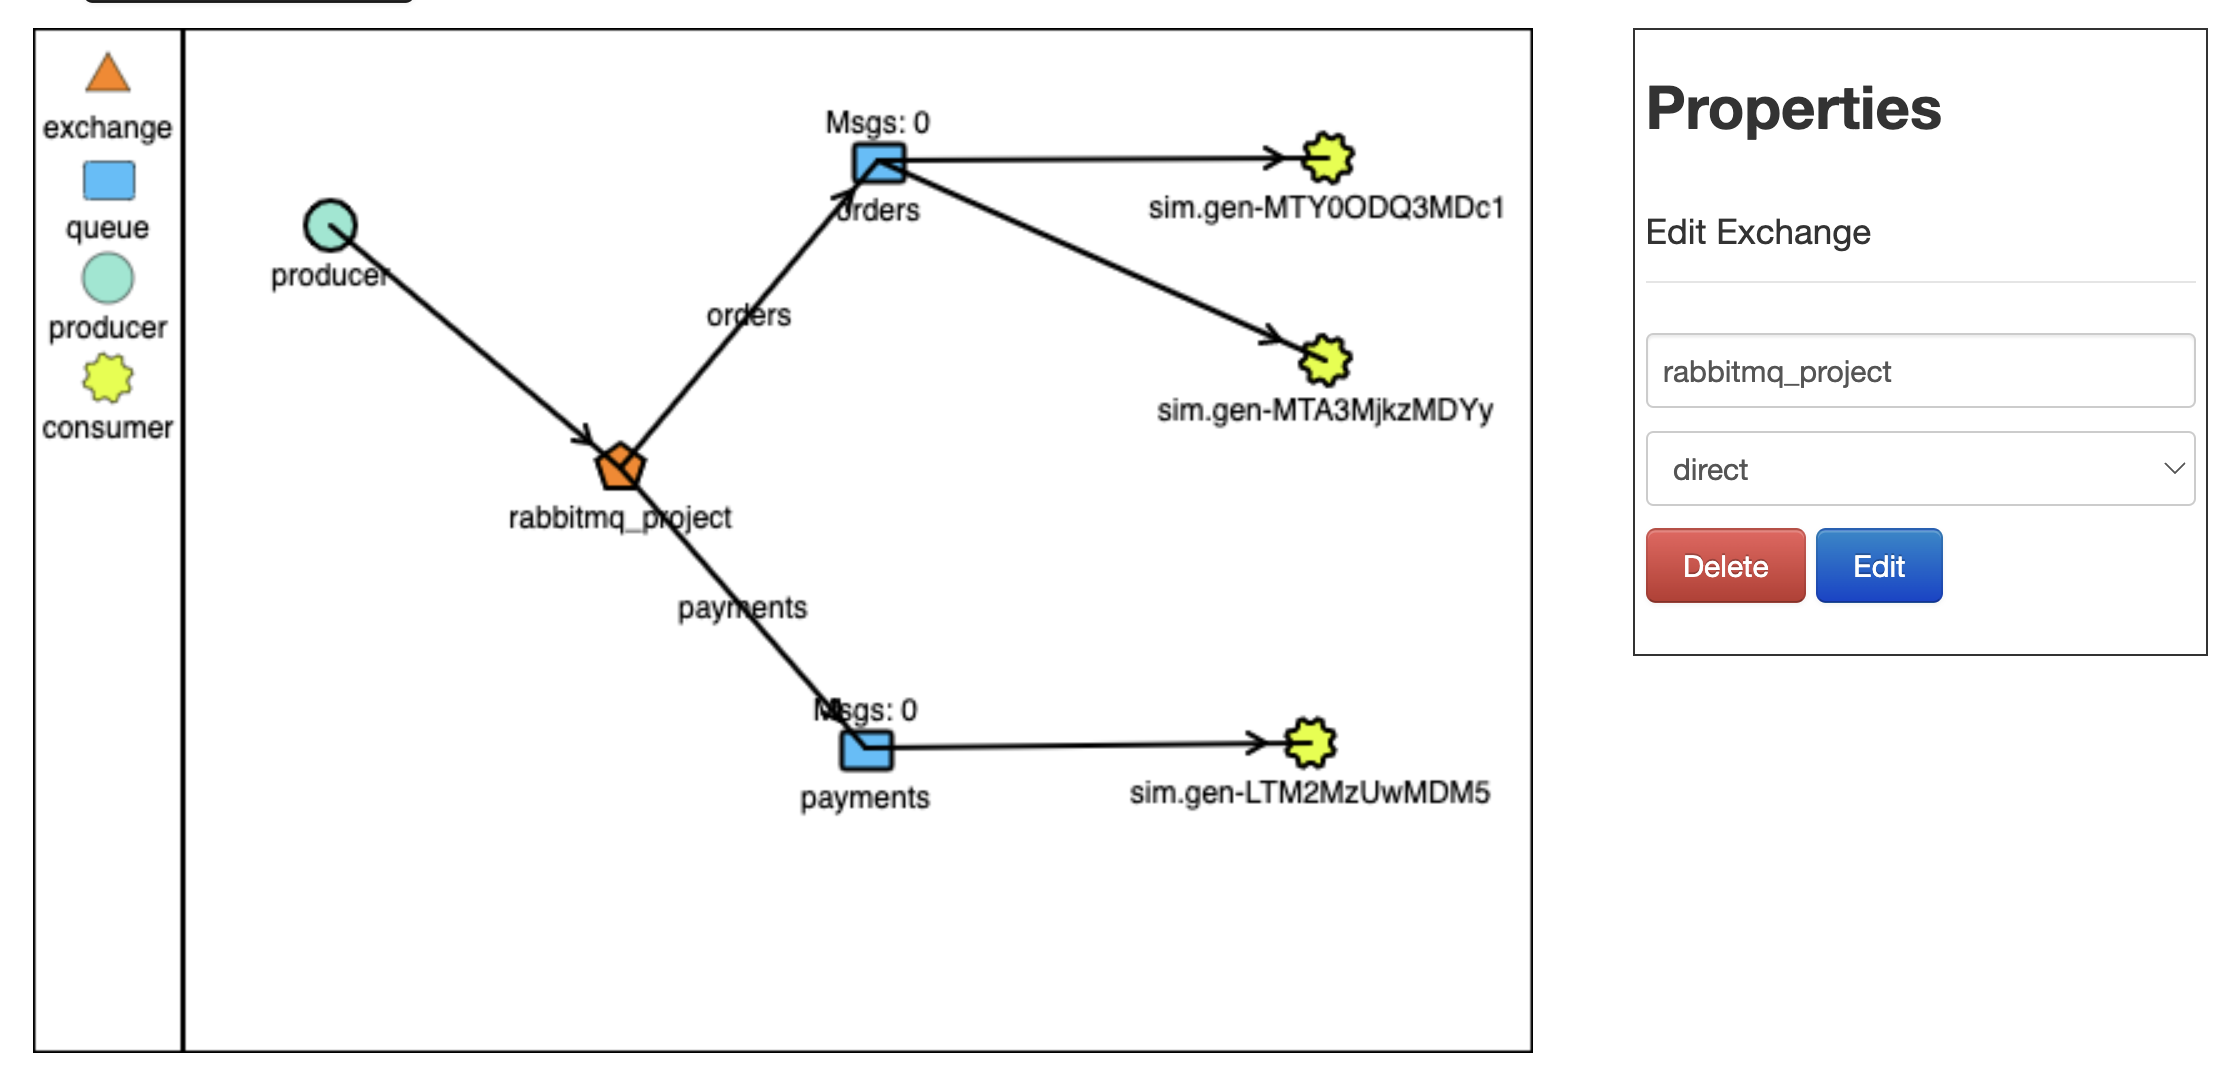 exchange
queue
producer
consumer
producer
rabbitmq_project
orders
payments
Msgs: 0
orders
Msgs: 0
payments
sim.gen-MTY0ODQ3MDc1
sim.gen-MTA3MjkzMDYy
sim.gen-LTM2MzUwMDM5
Properties
Edit Exchange
rabbitmq_project
direct
Delete
Edit